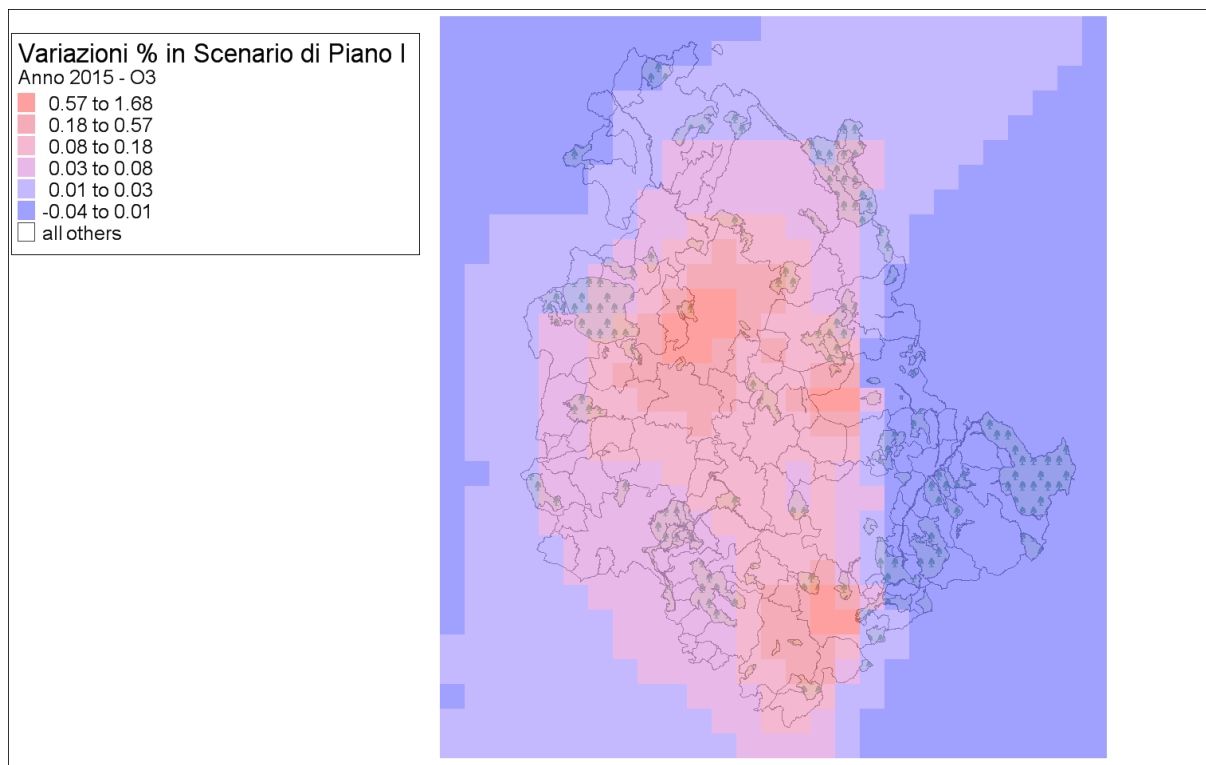 Variazioni % in Scenario di Piano I
Anno 2015 - O3
0.57 to 1.68
0.18 to 0.57
0.08 to 0.18
0.03 to 0.08
0.01 to 0.03
-0.04 to 0.01
all others